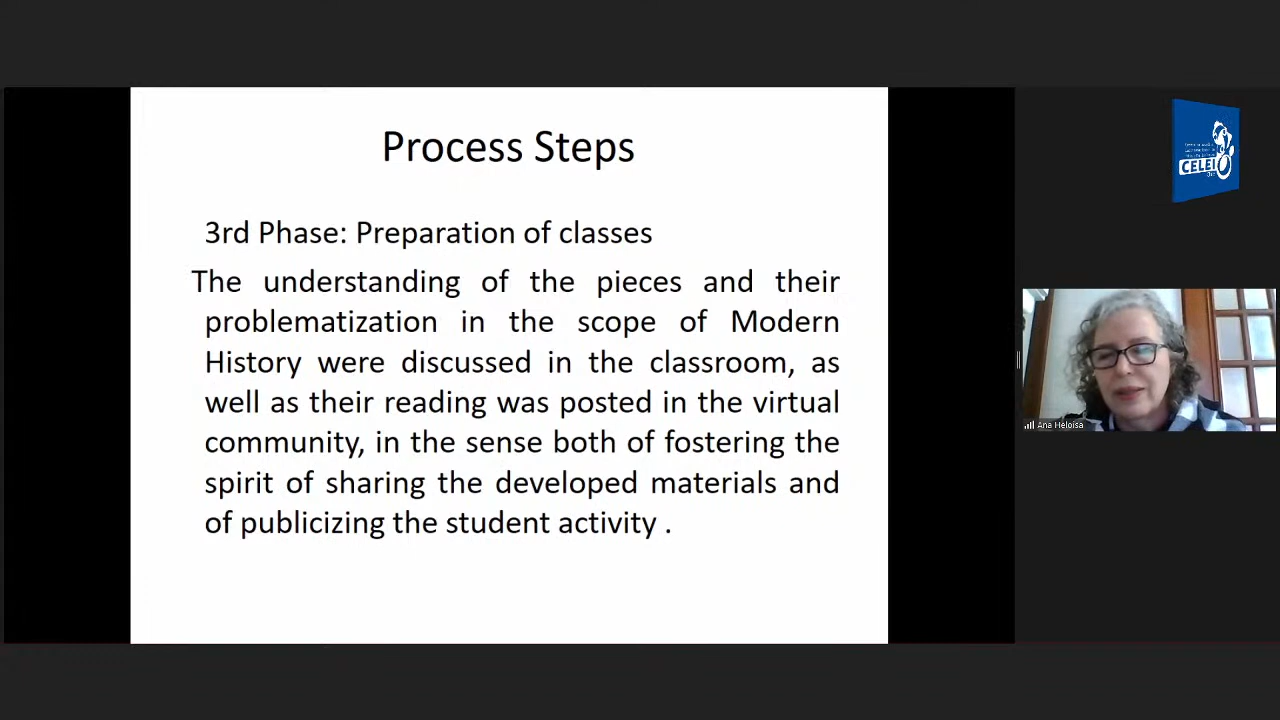 Process Steps
3rd Phase: Preparation of classes
The understanding of the pieces and their
problematization in the scope of Modern
History were discussed in the classroom, as
well as their reading was posted in the virtual
community, in the sense both of fostering the
spirit of sharing the developed materials and
of publicizing the student activity .
CELEI
Ana Heloisa